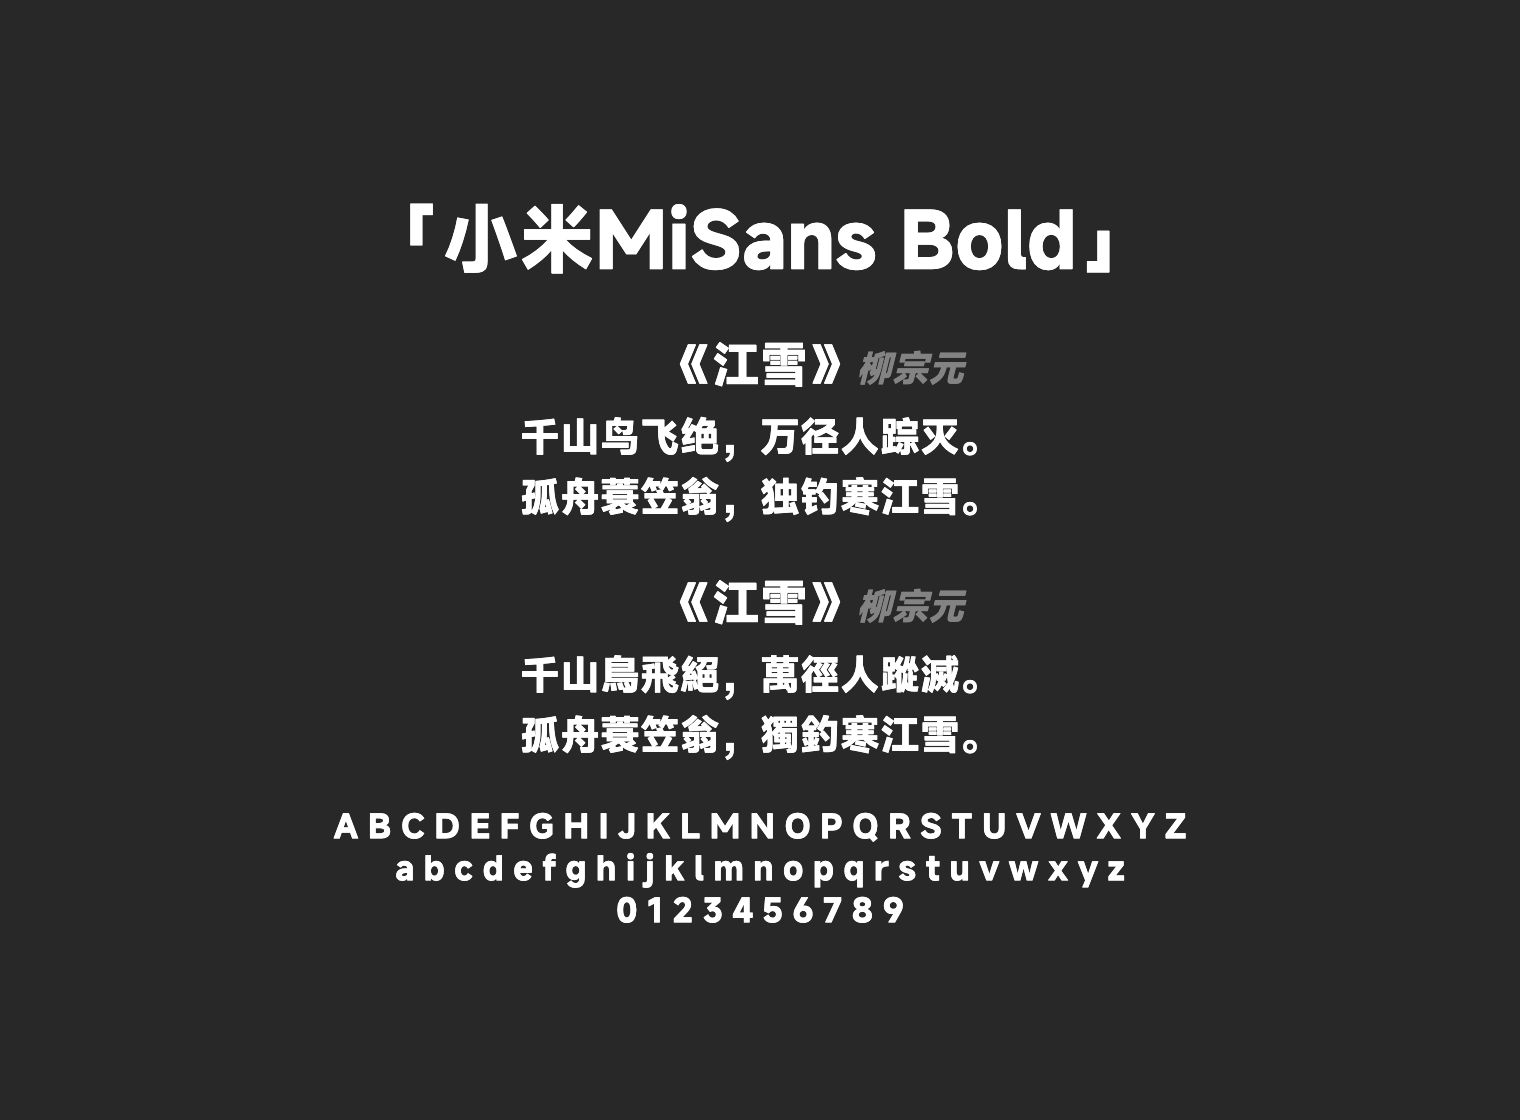 「小米MiSans Bold」
《江雪》柳宗元
千山鸟飞绝，万径人踪灭。
孤舟蓑笠翁，独钓寒江雪。
《江雪》柳宗元
千山鳥飛絕，萬徑人蹤滅。
孤舟蓑笠翁，獨釣寒江雪。
A B C D E F G H I J K L M N O P Q R S T U V W X Y Z
a b c d e f g h i j k l m n o p q r s t u v w x y z
0 1 2 3 4 5 6 7 8 9